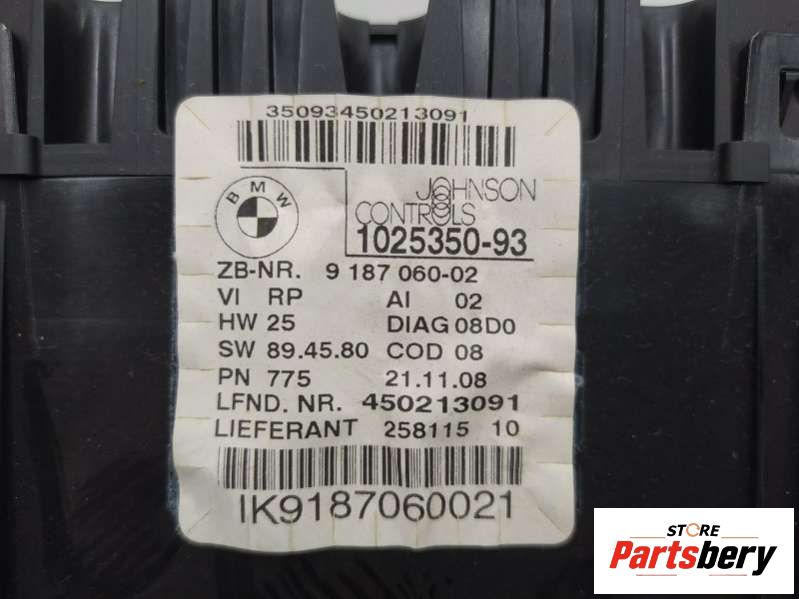 35093450213091
BMW
JOHNSON
CONTROLS
1025350-93
ZB-NR. 9 187 060-02
VI RP AI 02
HW 25 DIAG 08D0
SW 89.45.80 COD 08
PN 775 21.11.08
LFND. NR. 450213091
LIEFERANT 258115 10
IK9187060021
STORE
Partsbery